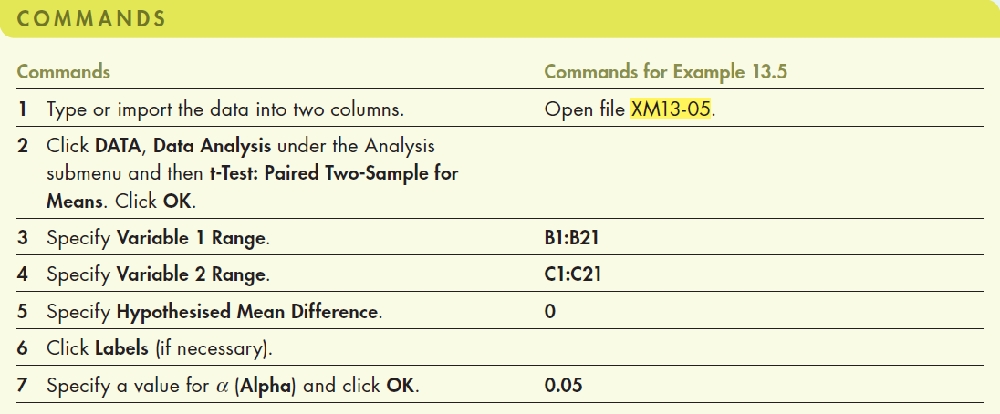 COMMANDS
Commands Commands for Example 13.5
1 Type or import the data into two columns. Open file XM13-05.
2 Click DATA, Data Analysis under the Analysis
submenu and then t-Test: Paired Two-Sample for
Means. Click OK.
3 Specify Variable 1 Range. B1:B21
4 Specify Variable 2 Range. C1:C21
5 Specify Hypothesised Mean Difference. 0
6 Click Labels (if necessary).
7 Specify a value for α (Alpha) and click OK. 0.05